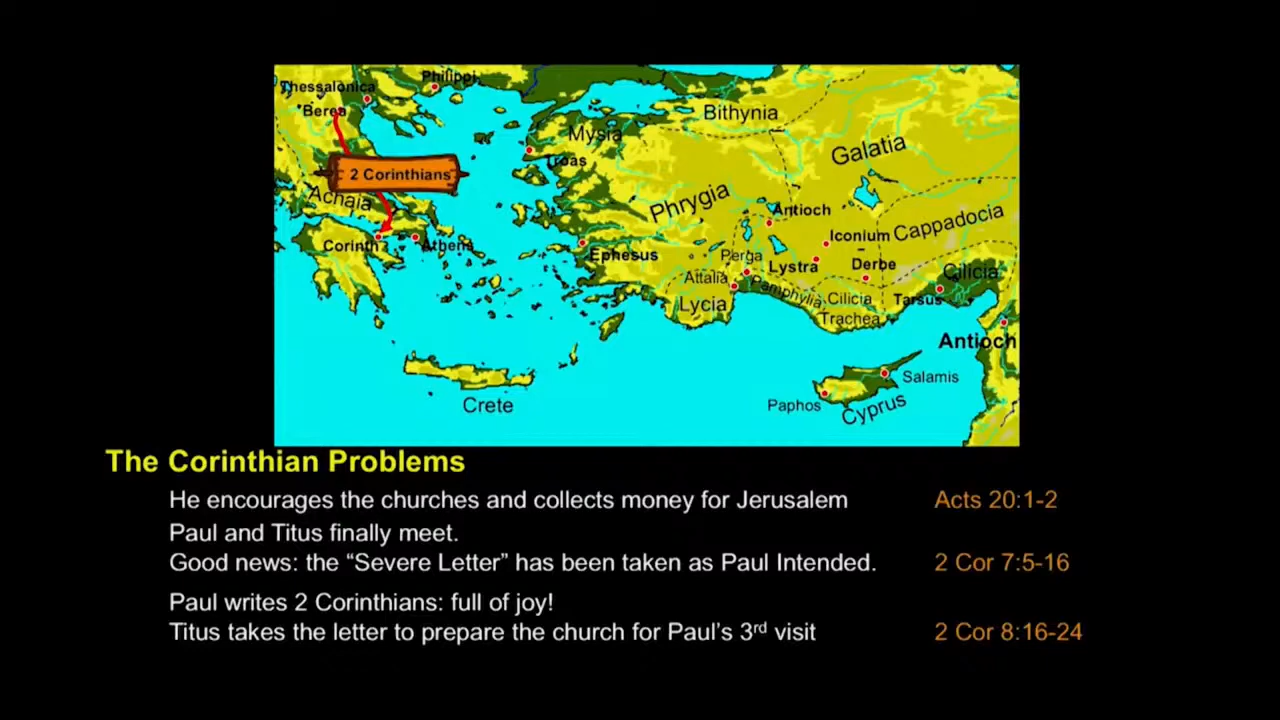 Philippi
Thessalonica
Berea
Bithynia
Mysia
Galatia
Troas
2 Corinthians
Achaia
Phrygia
Antioch
Cappadocia
Iconium
Corinth
Athens
Ephesus
Perga
Lystra
Derbe
Cilicia
Attalia
Pamphylia
Lycia
Cilicia
Trachea
Tarsus
Antioch
Salamis
Paphos
Cyprus
Crete
The Corinthian Problems
He encourages the churches and collects money for Jerusalem Acts 20:1-2
Paul and Titus finally meet.
Good news: the “Severe Letter” has been taken as Paul Intended. 2 Cor 7:5-16
Paul writes 2 Corinthians: full of joy!
Titus takes the letter to prepare the church for Paul’s 3rd visit 2 Cor 8:16-24